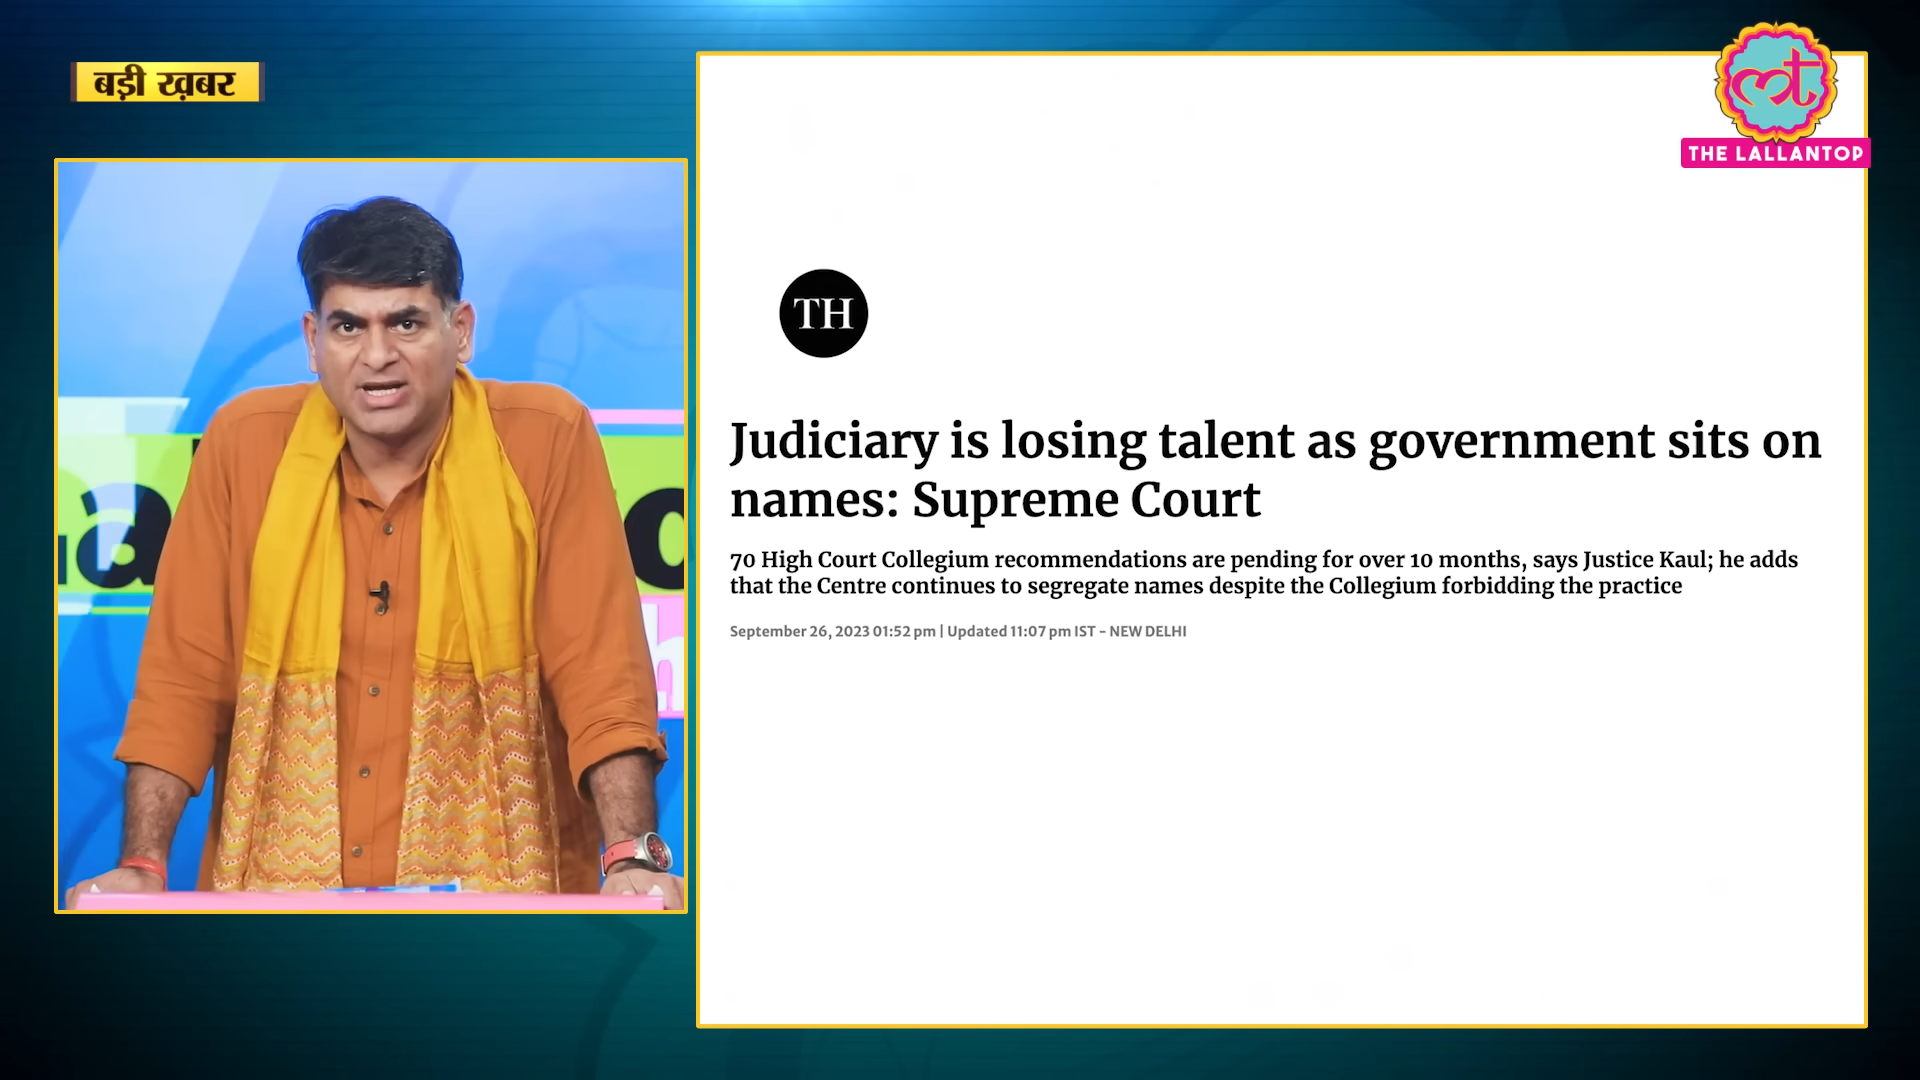 बड़ी ख़बर
THE LALLANTOP
TH
Judiciary is losing talent as government sits on
names: Supreme Court
70 High Court Collegium recommendations are pending for over 10 months, says Justice Kaul; he adds
that the Centre continues to segregate names despite the Collegium forbidding the practice
September 26, 2023 01:52 pm | Updated 11:07 pm IST - NEW DELHI